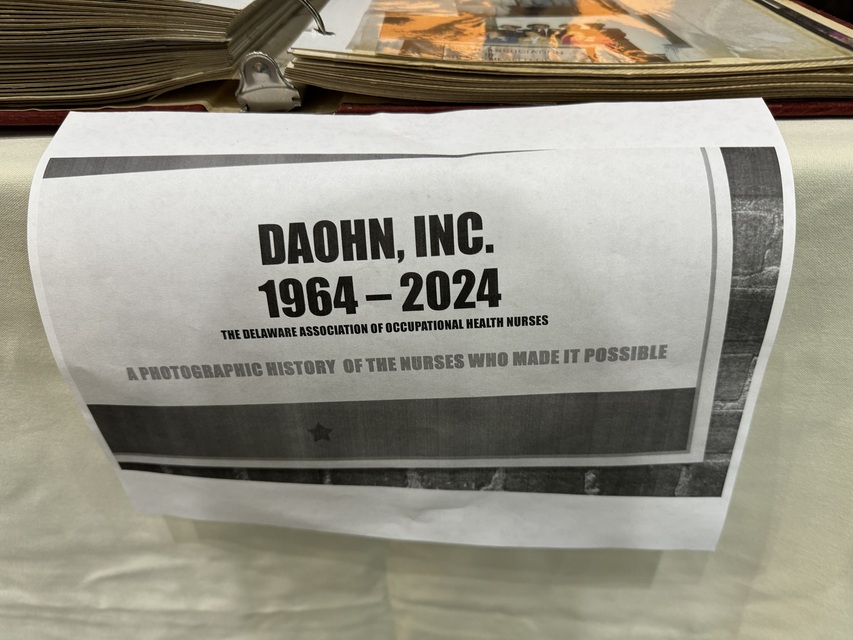 DAOHN, INC.
1964 – 2024
THE DELAWARE ASSOCIATION OF OCCUPATIONAL HEALTH NURSES
A PHOTOGRAPHIC HISTORY OF THE NURSES WHO MADE IT POSSIBLE